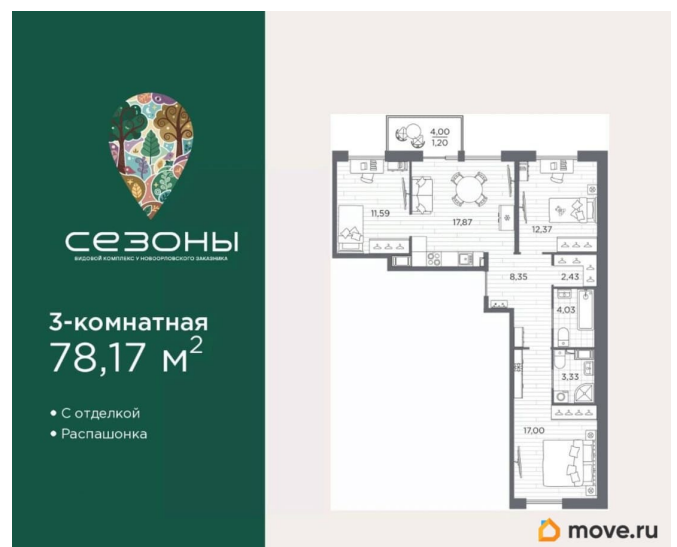 сезоны
ВИДОВОЙ КОМПЛЕКС У НОВООРЛОВСКОГО ЗАКАЗНИКА
3-комнатная
78,17 м²
• С отделкой
• Распашонка
4,00
1,20
11,59
17,87
12,37
8,35
2,43
4,03
3,33
17,00
move.ru